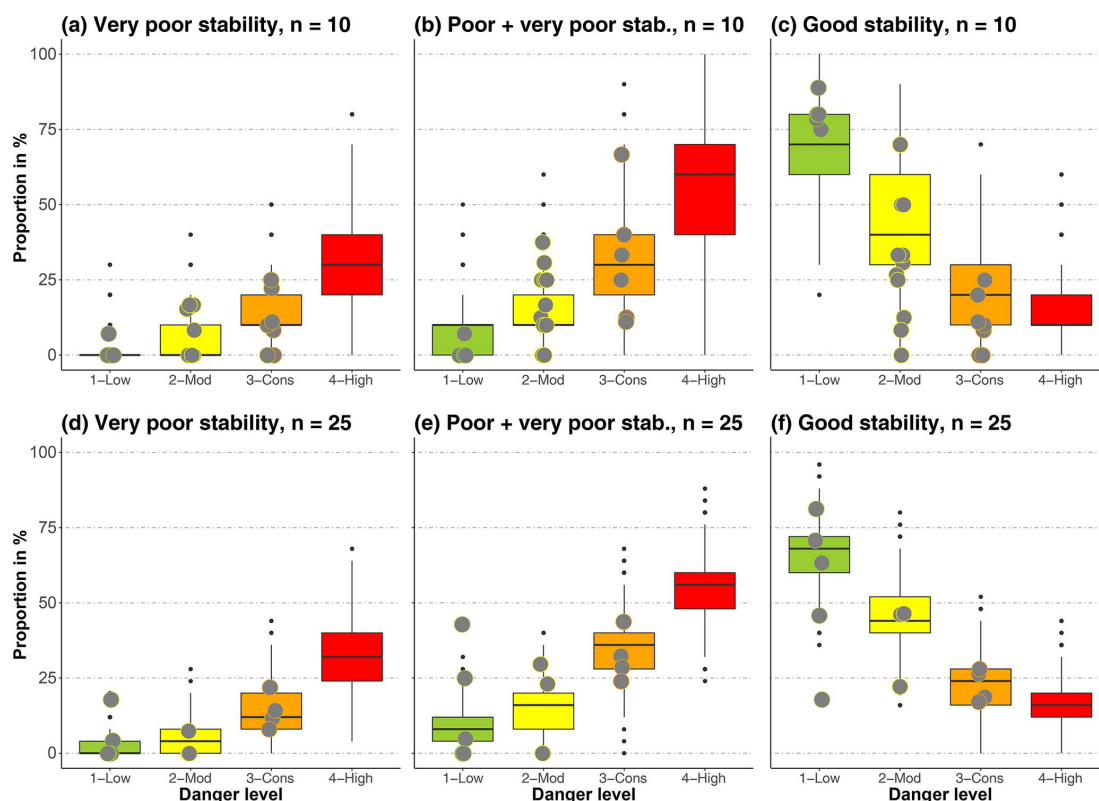 (a) Very poor stability, n = 10
(b) Poor + very poor stab., n = 10
(c) Good stability, n = 10
Proportion in %
100
75
50
25
0
1−Low 2−Mod 3−Cons 4−High
1−Low 2−Mod 3−Cons 4−High
1−Low 2−Mod 3−Cons 4−High
(d) Very poor stability, n = 25
(e) Poor + very poor stab., n = 25
(f) Good stability, n = 25
Proportion in %
100
75
50
25
0
1−Low 2−Mod 3−Cons 4−High
1−Low 2−Mod 3−Cons 4−High
1−Low 2−Mod 3−Cons 4−High
Danger level
Danger level
Danger level